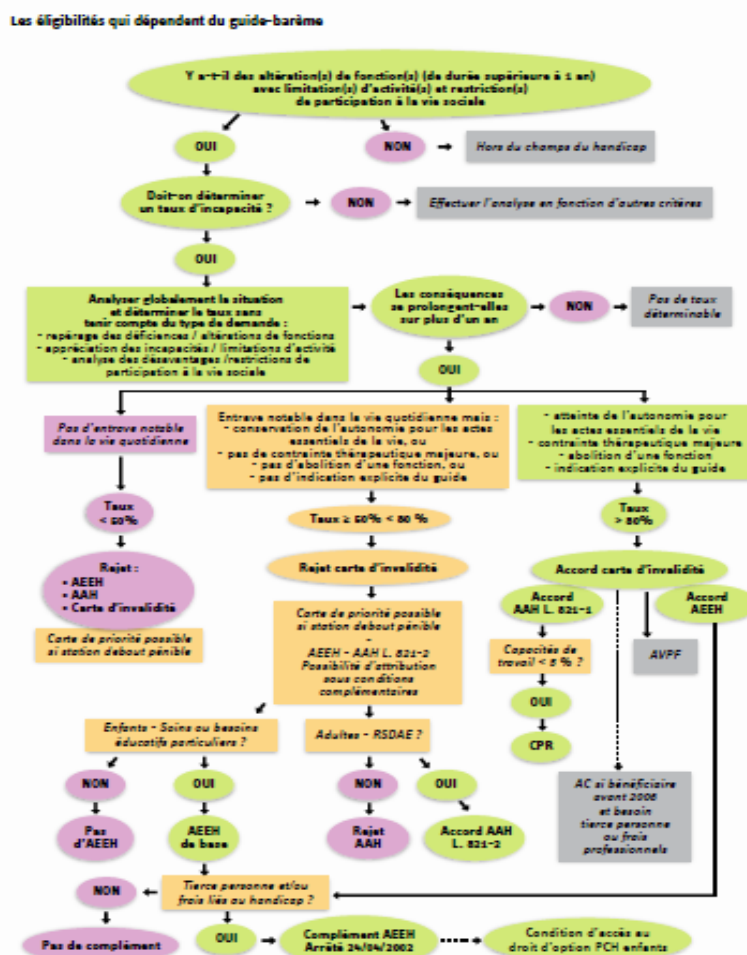 Les éligibilités qui dépendent du guide-barème
Y a-t-il des altération(s) de fonction(s) (de durée supérieure à 1 an)
avec limitation(s) d'activité(s) et restriction(s)
de participation à la vie sociale
OUI
NON
Hors du champs du handicap
Doit-on déterminer
un taux d'incapacité ?
NON
Effectuer l'analyse en fonction d'autres critères
OUI
Analyser globalement la situation
et déterminer le taux sans
tenir compte du type de demande :
- repérage des déficiences / altérations de fonctions
- appréciation des incapacités / limitations d'activité
- analyse des désavantages /restrictions de
participation à la vie sociale
Les conséquences
se prolongent-elles
sur plus d'un an
NON
Pas de taux
déterminable
OUI
Pas d'entrave notable
dans la vie quotidienne
Entrave notable dans la vie quotidienne mais :
- conservation de l'autonomie pour les actes
essentiels de la vie, ou
- pas de contrainte thérapeutique majeure, ou
- pas d'abolition d'une fonction, ou
- pas d'indication explicite du guide
- atteinte de l'autonomie pour
les actes essentiels de la vie
- contrainte thérapeutique majeure
- abolition d'une fonction
- indication explicite du guide
Taux
< 50%
Taux ≥ 50% < 80 %
Taux
> 80%
Rejet :
• AEEH
• AAH
• Carte d'invalidité
Rejet carte d'invalidité
Accord carte d'invalidité
Accord
AAH L. 821-1
Accord
AEEH
Carte de priorité possible
si station debout pénible
Carte de priorité possible
si station debout pénible
–
AEEH - AAH L. 821-2
Possibilité d'attribution
sous conditions
complémentaires
Capacités de
travail < 5 % ?
AVPF
OUI
CPR
Enfants - Soins ou besoins
éducatifs particuliers ?
Adultes - RSDAE ?
NON
OUI
NON
OUI
AC si bénéficiaire
avant 2006
et besoin
tierce personne
ou frais
professionnels
Pas
d'AEEH
AEEH
de base
Rejet
AAH
Accord AAH
L. 821-2
NON
Tierce personne et/ou
frais liés au handicap ?
Pas de complément
OUI
Complément AEEH
Arrêté 24/04/2002
Condition d'accès au
droit d'option PCH enfants